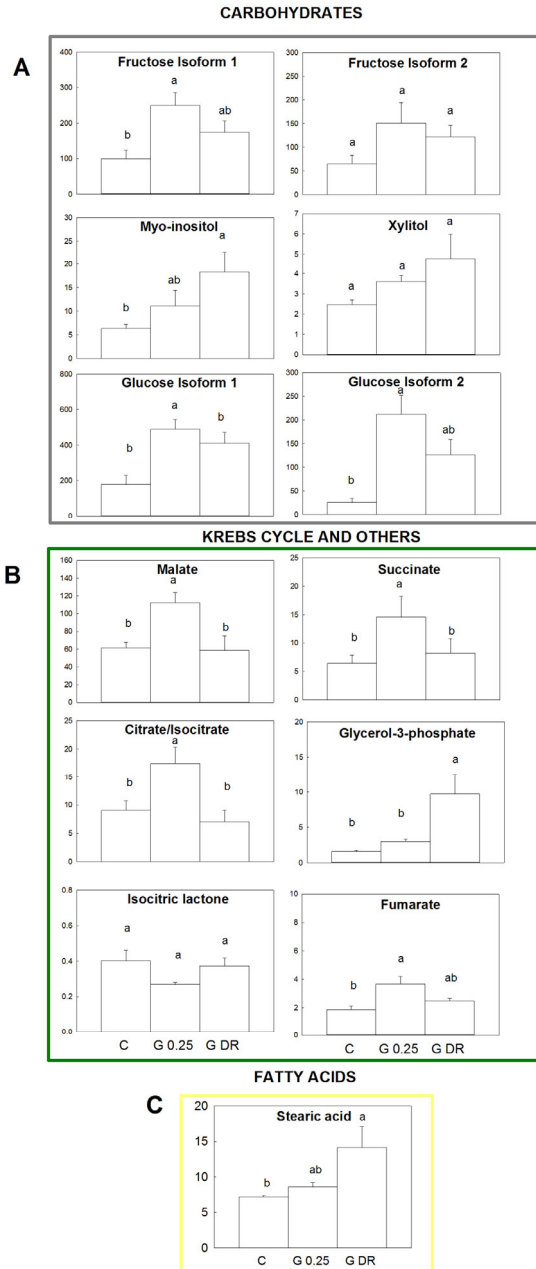 CARBOHYDRATES
A
Fructose Isoform 1
400
300
200
100
0
b
a
ab
Fructose Isoform 2
300
250
200
150
100
50
0
a
a
a
Myo-inositol
30
25
20
15
10
5
0
b
ab
a
Xylitol
7
6
5
4
3
2
1
0
a
a
a
Glucose Isoform 1
800
600
400
200
0
b
a
b
Glucose Isoform 2
300
250
200
150
100
50
0
b
a
ab
KREBS CYCLE AND OTHERS
B
Malate
160
140
120
100
80
60
40
20
0
b
a
b
Succinate
25
20
15
10
5
0
b
a
b
Citrate/Isocitrate
25
20
15
10
5
0
b
a
b
Glycerol-3-phosphate
20
15
10
5
0
b
b
a
Isocitric lactone
0.8
0.6
0.4
0.2
0.0
a
a
a
C G 0.25 G DR
Fumarate
10
8
6
4
2
0
b
a
ab
C G 0.25 G DR
FATTY ACIDS
C
Stearic acid
20
15
10
5
0
b
ab
a
C G 0.25 G DR